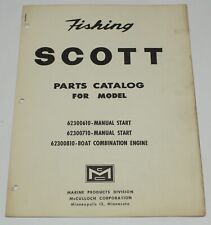 Fishing
SCOTT
PARTS CATALOG
FOR MODEL
62300610-MANUAL START
62300710-MANUAL START
62300810-BOAT COMBINATION ENGINE
MARINE PRODUCTS DIVISION
McCULLOCH CORPORATION
Minneapolis 13, Minnesota